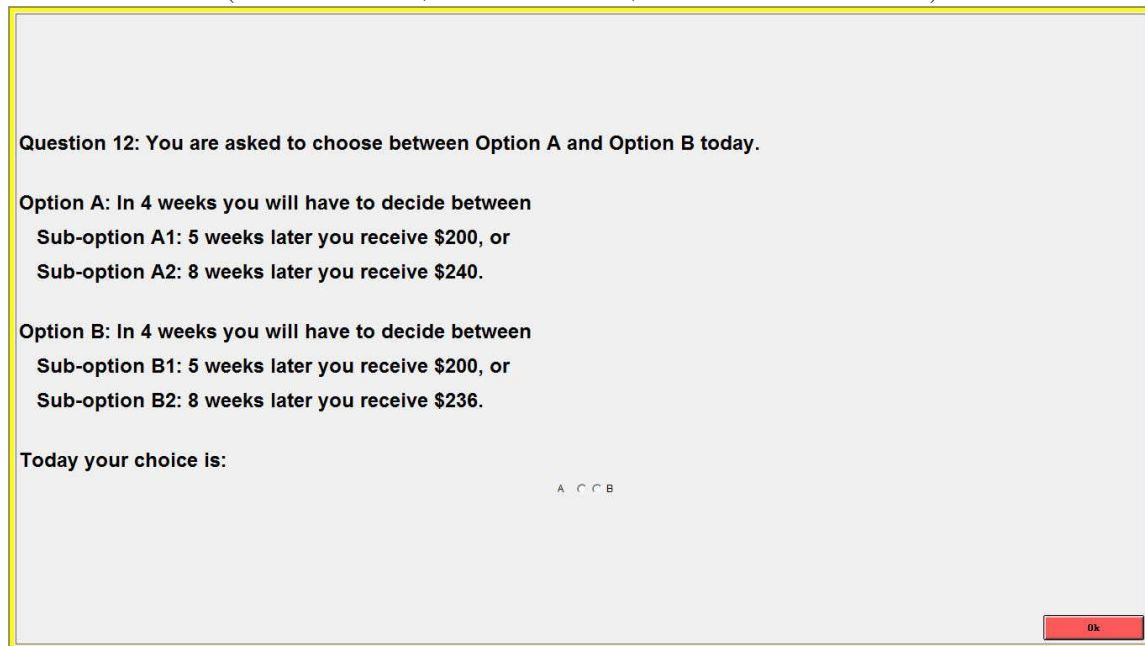 Question 12: You are asked to choose between Option A and Option B today.
Option A: In 4 weeks you will have to decide between
Sub-option A1: 5 weeks later you receive $200, or
Sub-option A2: 8 weeks later you receive $240.
Option B: In 4 weeks you will have to decide between
Sub-option B1: 5 weeks later you receive $200, or
Sub-option B2: 8 weeks later you receive $236.
Today your choice is:
A B
Ok